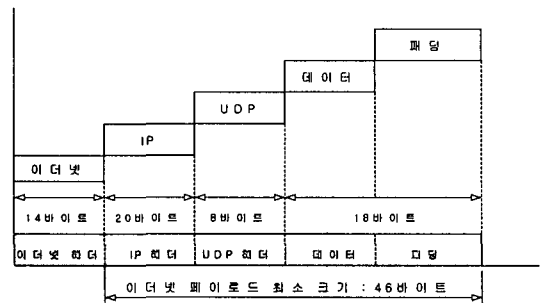 패 딩
데 이 터
U D P
IP
이 더 넷
14바 이 트 20바 이 트 8바 이 트 18바 이 트
이더넷 헤더 IP 헤더 UDP 헤더 데이터 패딩
이 더 넷 페 이 로 드 최 소 크 기 : 46바 이 트